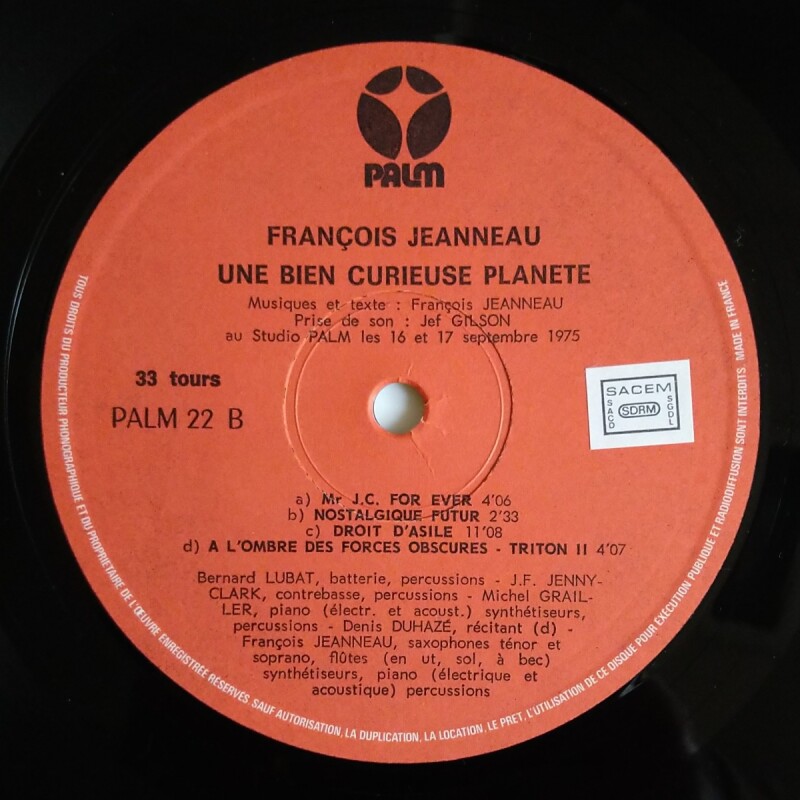 PALM
FRANÇOIS JEANNEAU
UNE BIEN CURIEUSE PLANETE
Musiques et texte : François JEANNEAU
Prise de son : Jef GILSON
au Studio PALM les 16 et 17 septembre 1975
33 tours
PALM 22 B
SACEM
SACD
SDRM
SGDL
a) Mr J.C. FOR EVER 4'06
b) NOSTALGIQUE FUTUR 2'33
c) DROIT D'ASILE 11'08
d) A L'OMBRE DES FORCES OBSCURES - TRITON II 4'07
Bernard LUBAT, batterie, percussions - J.F. JENNY-
CLARK, contrebasse, percussions - Michel GRAIL-
LER, piano (électr. et acoust.) synthétiseurs,
percussions - Denis DUHAZÉ, récitant (d) -
François JEANNEAU, saxophones ténor et
soprano, flûtes (en ut, sol, à bec)
synthétiseurs, piano (électrique et
acoustique) percussions
TOUS DROITS DU PRODUCTEUR PHONOGRAPHIQUE ET DU PROPRIETAIRE DE L'ŒUVRE ENREGISTREE RESERVES. SAUF AUTORISATION, LA DUPLICATION, LA LOCATION, LE PRET, L'UTILISATION DE CE DISQUE POUR EXECUTION PUBLIQUE ET RADIODIFFUSION SONT INTERDITS. MADE IN FRANCE